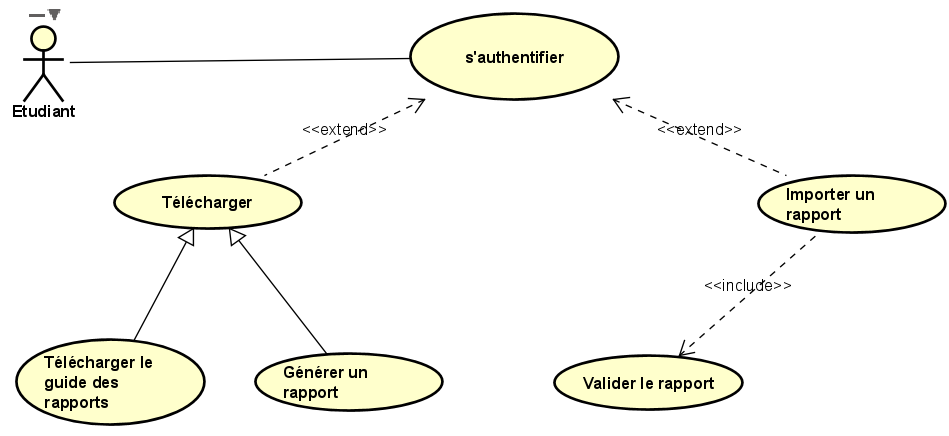 s'authentifier
Etudiant
<<extend>>
<<extend>>
Télécharger
Importer un
rapport
<<include>>
Télécharger le
guide des
rapports
Générer un
rapport
Valider le rapport